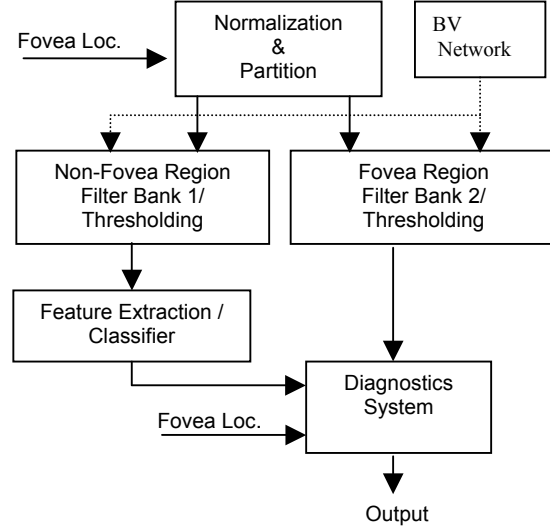 Fovea Loc.
Normalization
&
Partition
BV
Network
Non-Fovea Region
Filter Bank 1/
Thresholding
Fovea Region
Filter Bank 2/
Thresholding
Feature Extraction /
Classifier
Diagnostics
System
Fovea Loc.
Output